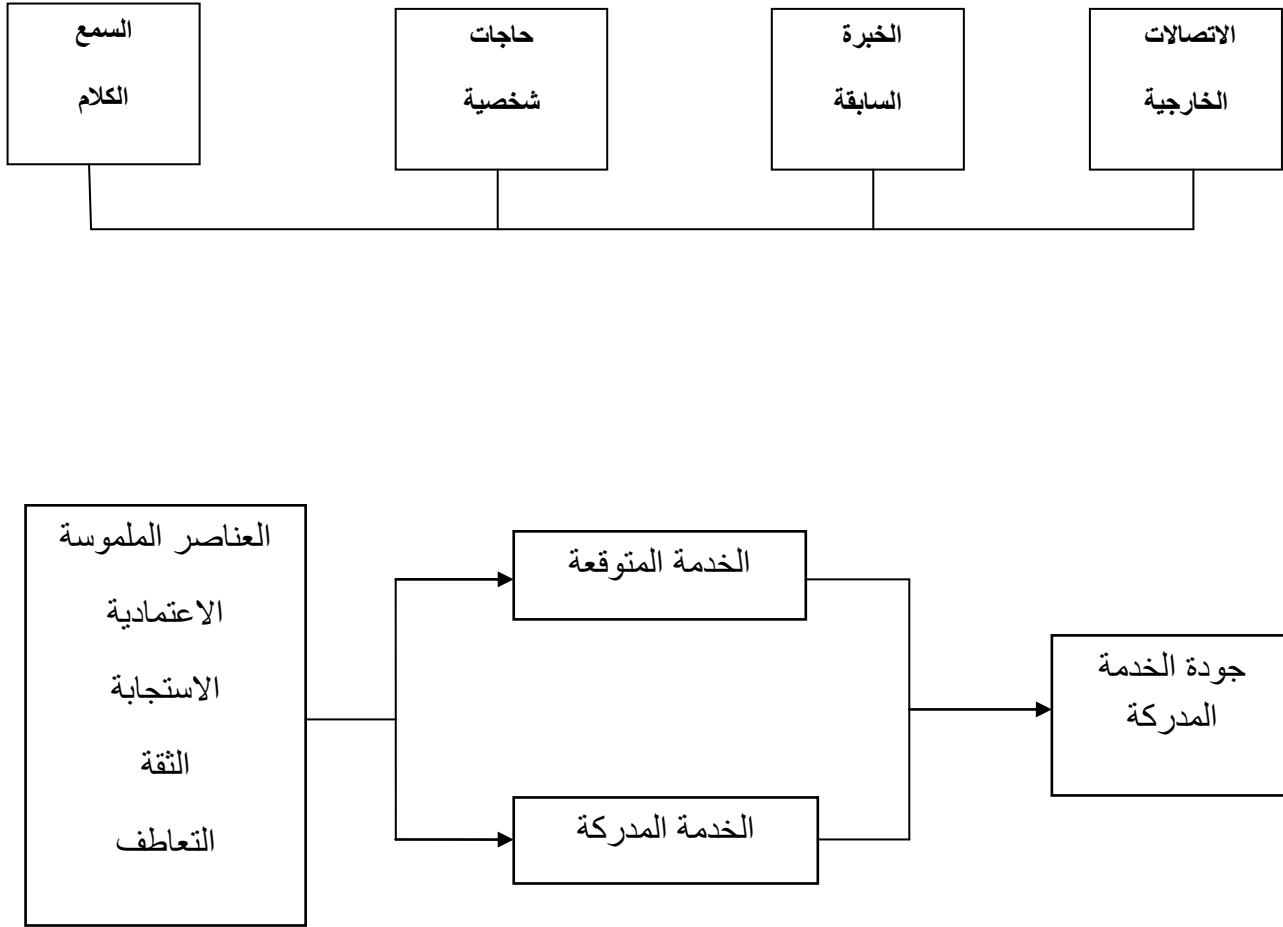 الاتصالات
الخارجية
الخبرة
السابقة
حاجات
شخصية
السمع
الكلام
العناصر الملموسة
الاعتمادية
الاستجابة
الثقة
التعاطف
الخدمة المتوقعة
الخدمة المدركة
جودة الخدمة
المدركة